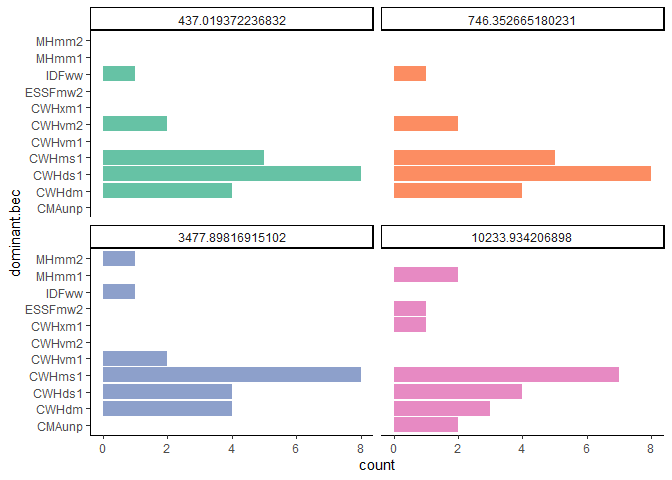 437.019372236832
746.352665180231
MHmm2
MHmm1
IDFww
ESSFmw2
CWHxm1
CWHvm2
CWHvm1
CWHms1
CWHds1
CWHdm
CMAunp
dominant.bec
3477.89816915102
10233.934206898
MHmm2
MHmm1
IDFww
ESSFmw2
CWHxm1
CWHvm2
CWHvm1
CWHms1
CWHds1
CWHdm
CMAunp
0 2 4 6 8
0 2 4 6 8
count